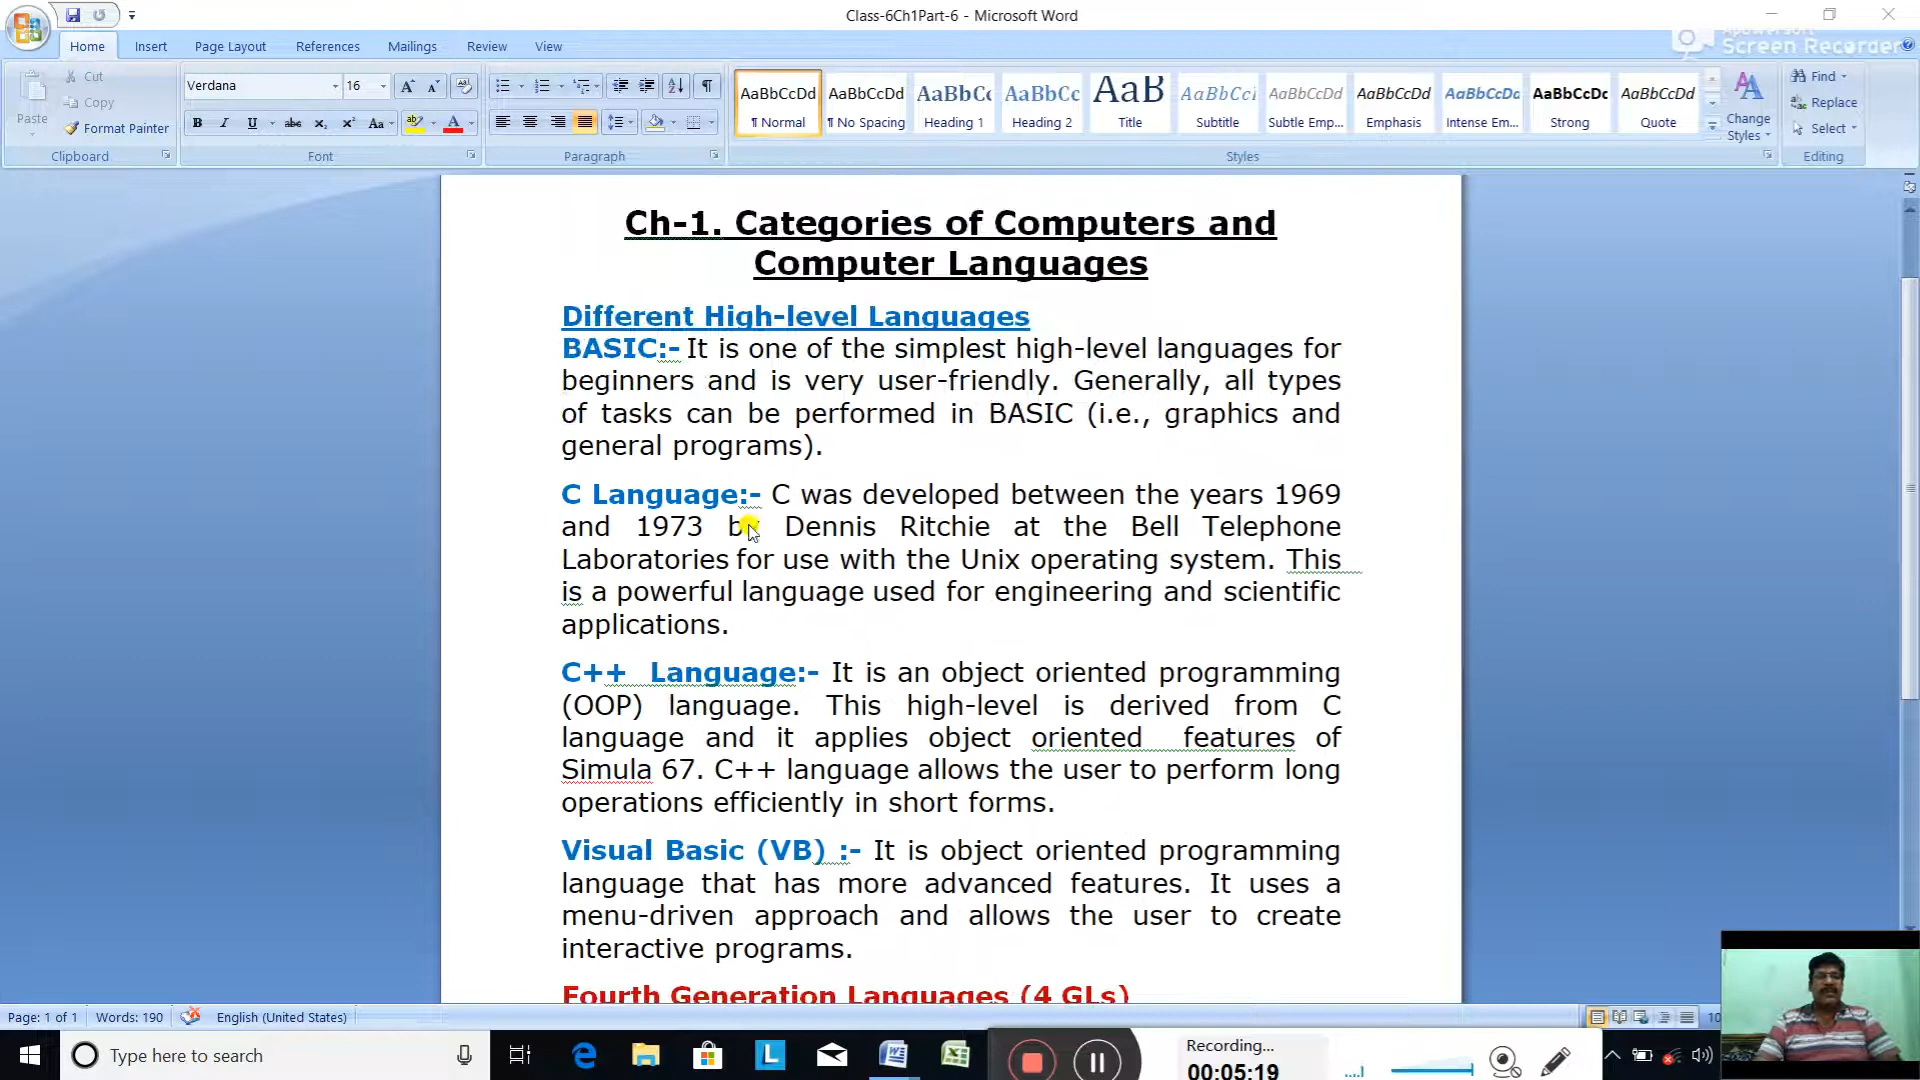 Class-6Ch1Part-6 - Microsoft Word
Home Insert Page Layout References Mailings Review View
Screen Recorder
Paste
Cut
Copy
Format Painter
Clipboard
Verdana 16
Font
Paragraph
AaBbCcDd ¶ Normal
AaBbCcDd ¶ No Spacing
AaBbCc Heading 1
AaBbCc Heading 2
AaB Title
AaBbCcI Subtitle
AaBbCcDd Subtle Emp...
AaBbCcDd Emphasis
AaBbCcDd Intense Em...
AaBbCcDc Strong
AaBbCcDd Quote
Change Styles
Styles
Find
Replace
Select
Editing
Ch-1. Categories of Computers and
Computer Languages
Different High-level Languages
BASIC:- It is one of the simplest high-level languages for
beginners and is very user-friendly. Generally, all types
of tasks can be performed in BASIC (i.e., graphics and
general programs).
C Language:- C was developed between the years 1969
and 1973 by Dennis Ritchie at the Bell Telephone
Laboratories for use with the Unix operating system. This
is a powerful language used for engineering and scientific
applications.
C++ Language:- It is an object oriented programming
(OOP) language. This high-level is derived from C
language and it applies object oriented features of
Simula 67. C++ language allows the user to perform long
operations efficiently in short forms.
Visual Basic (VB) :- It is object oriented programming
language that has more advanced features. It uses a
menu-driven approach and allows the user to create
interactive programs.
Fourth Generation Languages (4 GLs)
Page: 1 of 1 Words: 190 English (United States)
Type here to search
Recording...
00:05:19